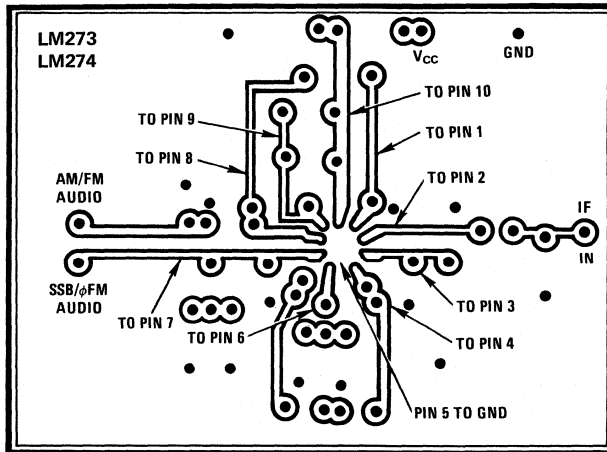 LM273
LM274
VCC
GND
TO PIN 10
TO PIN 9
TO PIN 1
TO PIN 8
AM/FM
AUDIO
TO PIN 2
IF
IN
SSB/φFM
AUDIO
TO PIN 7
TO PIN 3
TO PIN 6
TO PIN 4
PIN 5 TO GND